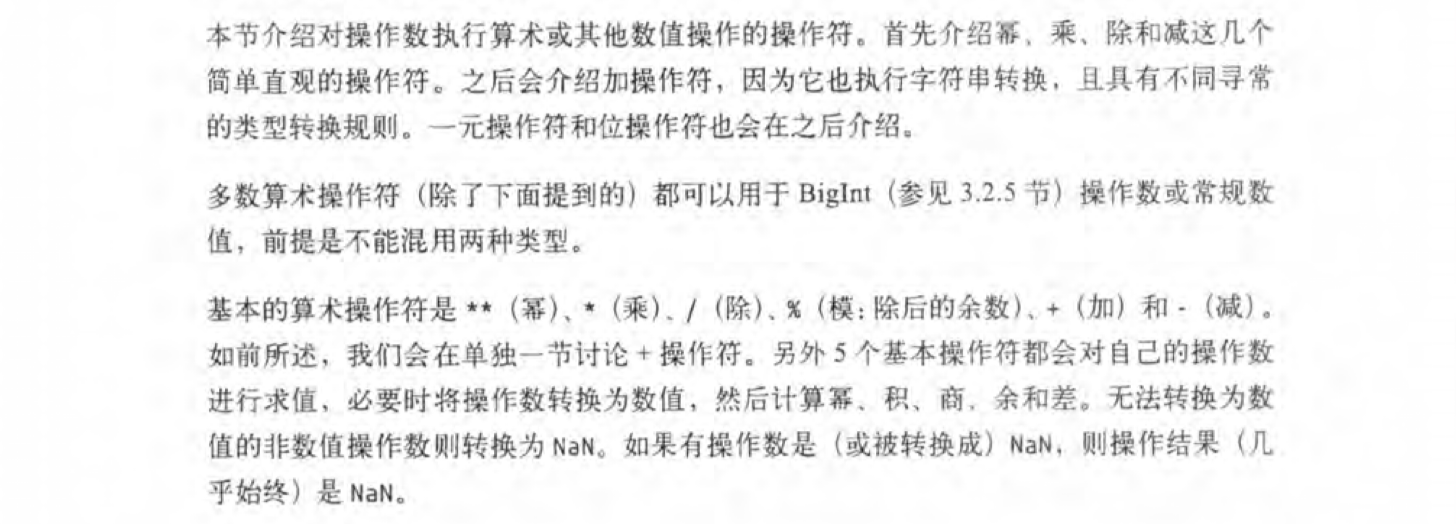 本节介绍对操作数执行算术或其他数值操作的操作符。首先介绍幂、乘、除和减这几个
简单直观的操作符。之后会介绍加操作符，因为它也执行字符串转换，且具有不同寻常
的类型转换规则。一元操作符和位操作符也会在之后介绍。
多数算术操作符（除了下面提到的）都可以用于 BigInt（参见 3.2.5 节）操作数或常规数
值，前提是不能混用两种类型。
基本的算术操作符是 **（幂）、*（乘）、/（除）、%（模：除后的余数）、+（加）和 -（减）。
如前所述，我们会在单独一节讨论 + 操作符。另外 5 个基本操作符都会对自己的操作数
进行求值，必要时将操作数转换为数值，然后计算幂、积、商、余和差。无法转换为数
值的非数值操作数则转换为 NaN。如果有操作数是（或被转换成）NaN，则操作结果（几
乎始终）是 NaN。